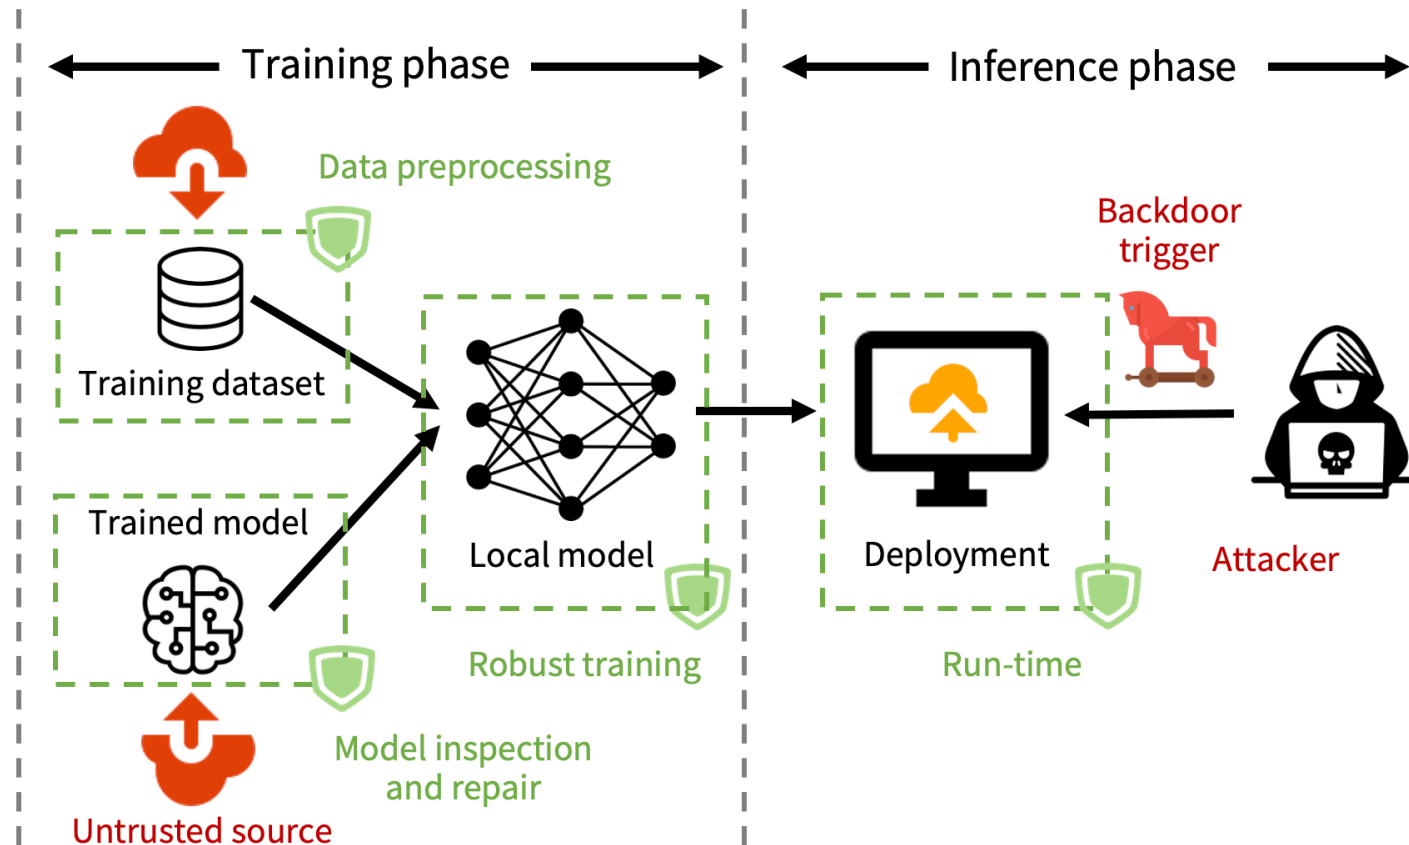 Training phase
Inference phase
Data preprocessing
Backdoor
trigger
Training dataset
Trained model
Local model
Deployment
Attacker
Robust training
Run-time
Model inspection
and repair
Untrusted source